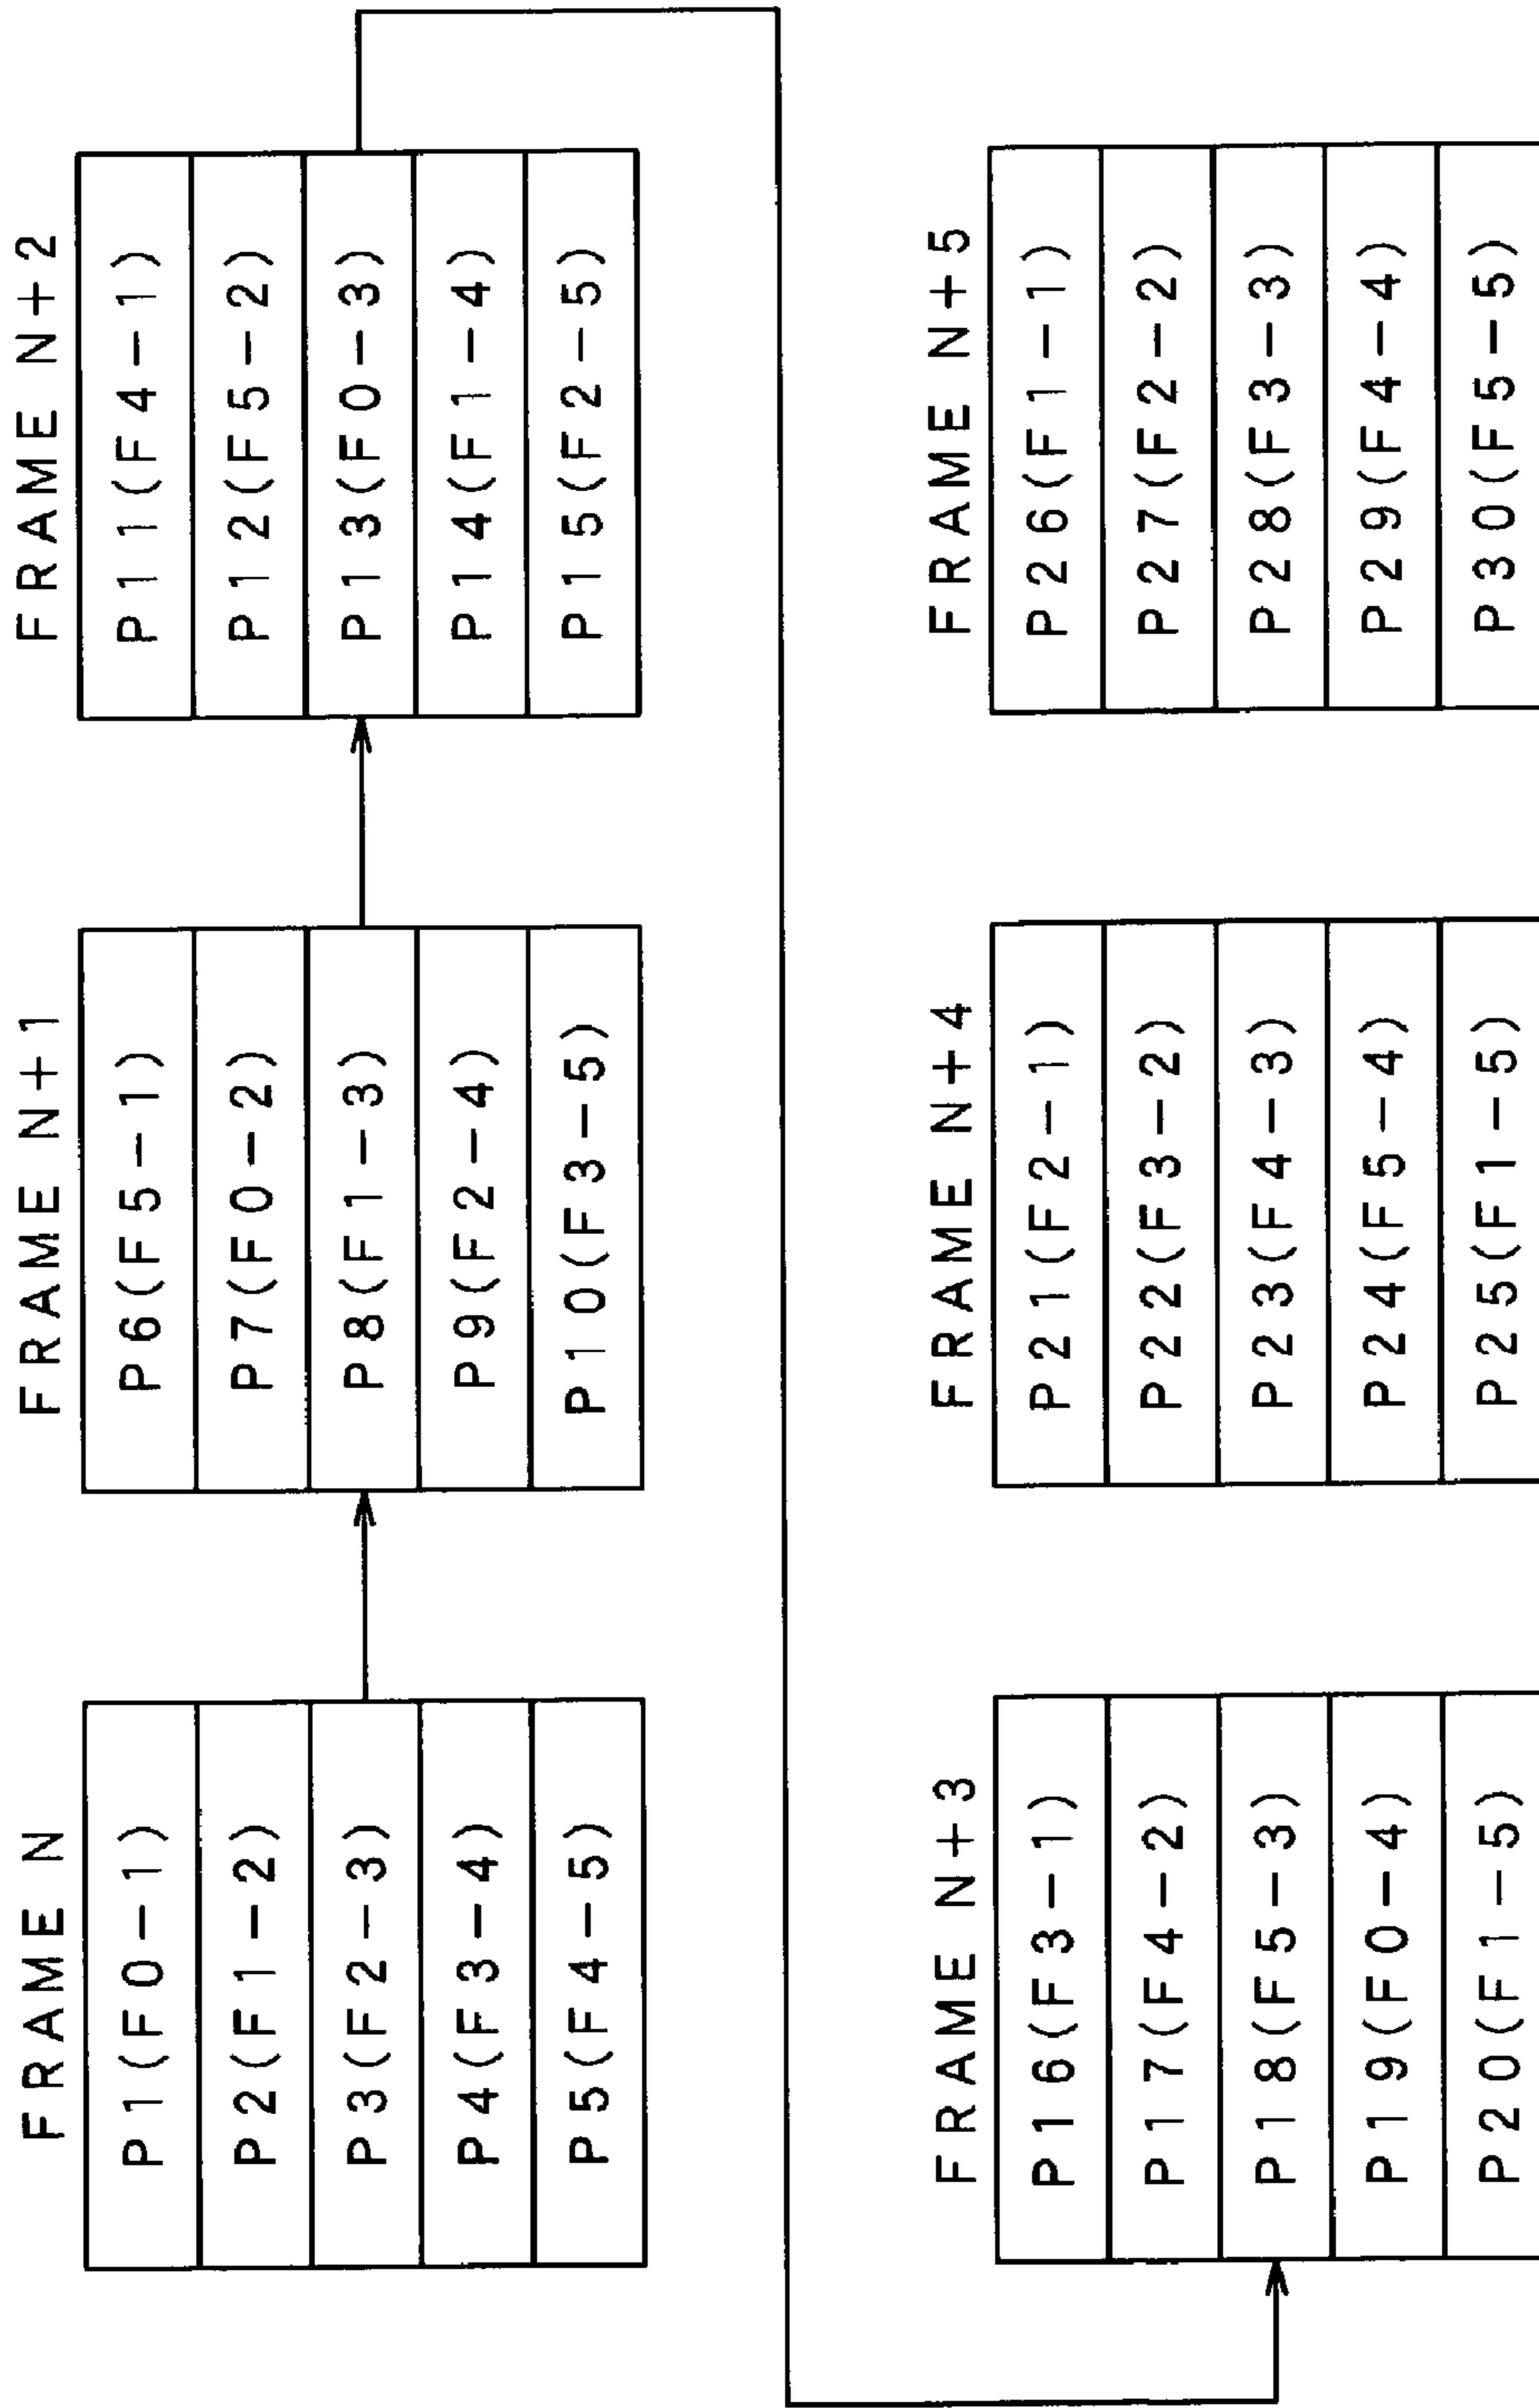 FRAME N
P1(F0-1)
P2(F1-2)
P3(F2-3)
P4(F3-4)
P5(F4-5)
FRAME N+1
P6(F5-1)
P7(F0-2)
P8(F1-3)
P9(F2-4)
P10(F3-5)
FRAME N+2
P11(F4-1)
P12(F5-2)
P13(F0-3)
P14(F1-4)
P15(F2-5)
FRAME N+3
P16(F3-1)
P17(F4-2)
P18(F5-3)
P19(F0-4)
P20(F1-5)
FRAME N+4
P21(F2-1)
P22(F3-2)
P23(F4-3)
P24(F5-4)
P25(F1-5)
FRAME N+5
P26(F1-1)
P27(F2-2)
P28(F3-3)
P29(F4-4)
P30(F5-5)